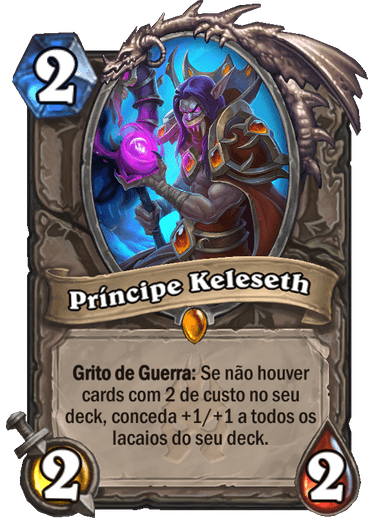 2
Príncipe Keleseth
Grito de Guerra: Se não houver
cards com 2 de custo no seu
deck, conceda +1/+1 a todos os
lacaios do seu deck.
2
2